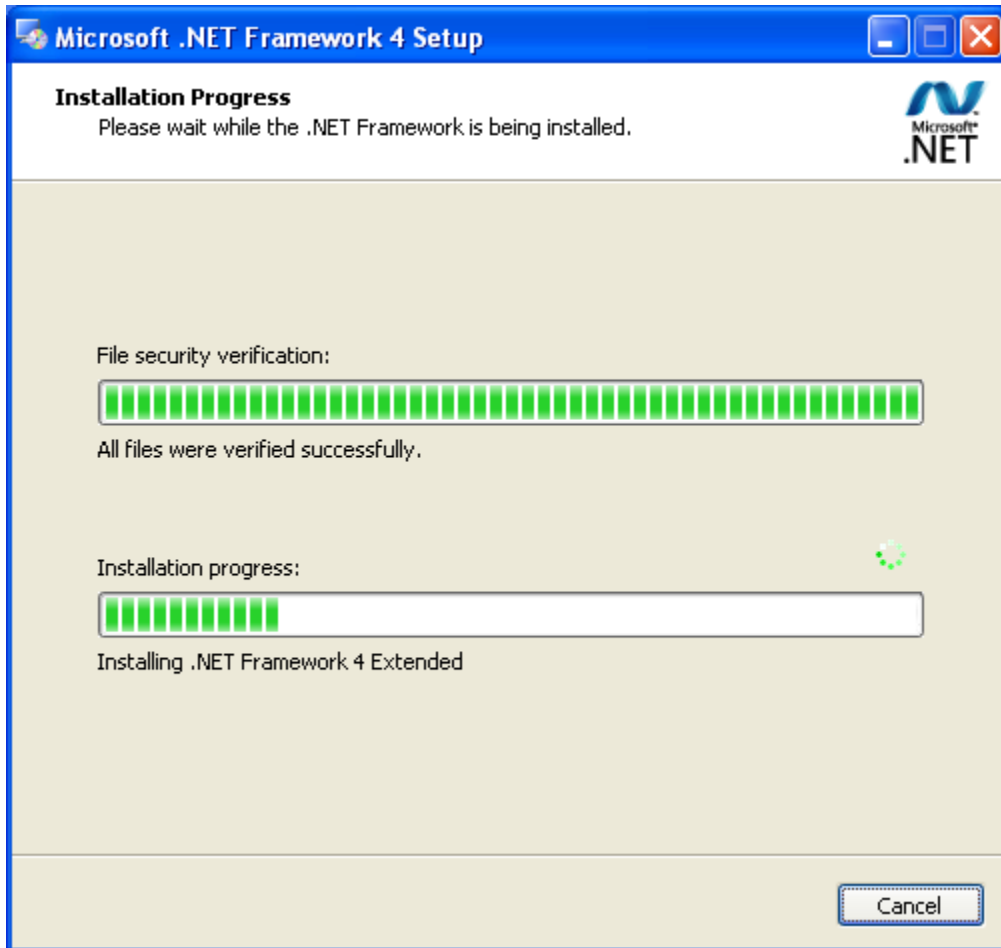 Microsoft .NET Framework 4 Setup
Installation Progress
Please wait while the .NET Framework is being installed.
Microsoft®
.NET
File security verification:
All files were verified successfully.
Installation progress:
Installing .NET Framework 4 Extended
Cancel